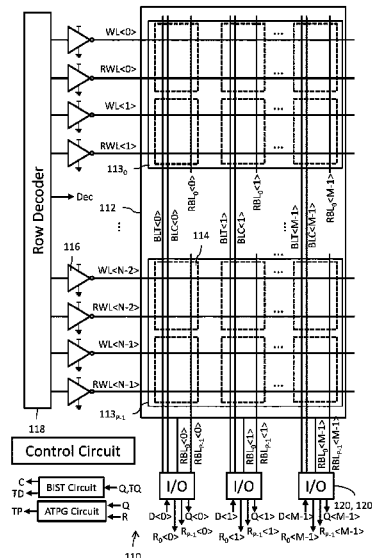 WL<0>
RWL<0>
WL<1>
RWL<1>
113₀
Row Decoder
Dec
112
116
114
BLT<0>
BLC<0>
RBL₀<0>
BLT<1>
BLC<1>
RBL₀<1>
BLT<M-1>
BLC<M-1>
RBL₀<M-1>
...
...
...
...
WL<N-2>
RWL<N-2>
WL<N-1>
RWL<N-1>
...
...
...
...
113P-1
118
RBL₀<0>
RBLP-1<0>
RBL₀<1>
RBLP-1<1>
RBL₀<M-1>
RBLP-1<M-1>
Control Circuit
I/O
I/O
I/O
120, 120
C
TD
BIST Circuit
Q,TQ
TP
ATPG Circuit
Q
R
D<0>
Q<0>
D<1>
Q<1>
D<M-1>
Q<M-1>
R₀<0>
RP-1<0>
R₀<1>
RP-1<1>
R₀<M-1>
RP-1<M-1>
110